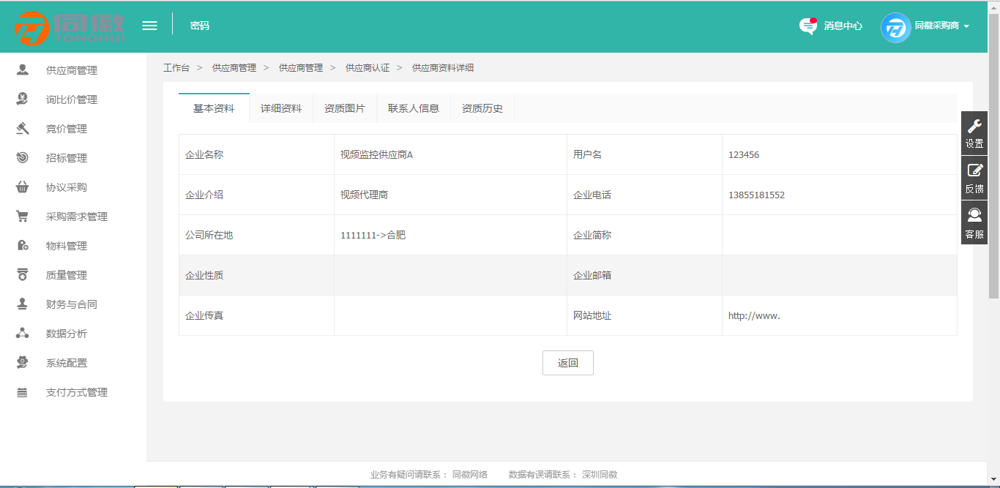 同徽 TONGHUI
密码
消息中心
同徽采购商
供应商管理
询比价管理
竞价管理
招标管理
协议采购
采购需求管理
物料管理
质量管理
财务与合同
数据分析
系统配置
支付方式管理
工作台 > 供应商管理 > 供应商管理 > 供应商认证 > 供应商资料详细
基本资料 详细资料 资质图片 联系人信息 资质历史
企业名称 视频监控供应商A 用户名 123456
企业介绍 视频代理商 企业电话 13855181552
公司所在地 1111111->合肥 企业简称
企业性质 企业邮箱
企业传真 网站地址 http://www.
返回
设置
反馈
客服
业务有疑问请联系： 同徽网络 数据有误请联系： 深圳同徽